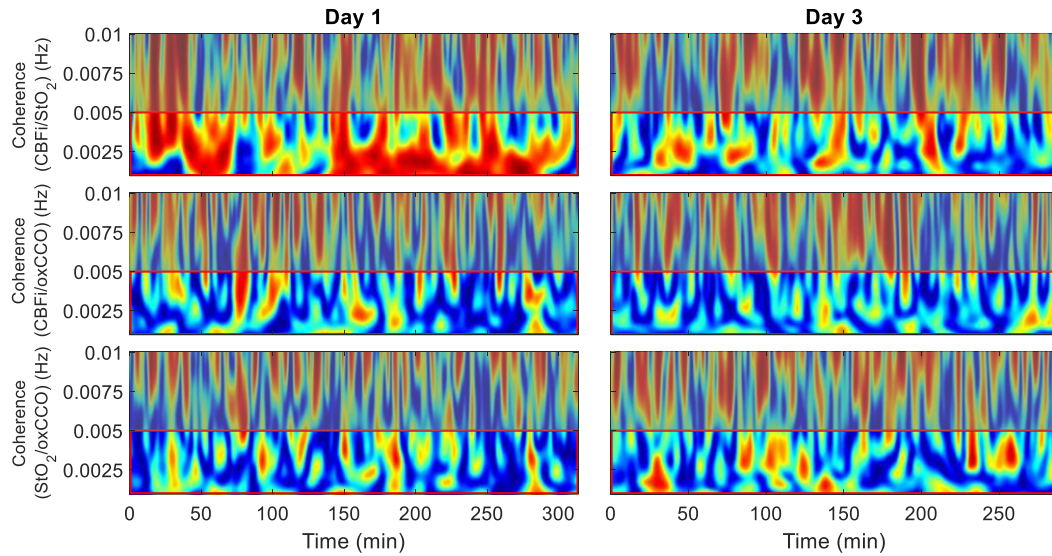 Day 1
Day 3
Coherence
(CBFi/StO₂) (Hz)
0.01
0.0075
0.005
0.0025
Coherence
(CBFi/oxCCO) (Hz)
0.01
0.0075
0.005
0.0025
Coherence
(StO₂/oxCCO) (Hz)
0.01
0.0075
0.005
0.0025
0 50 100 150 200 250 300
0 50 100 150 200 250
Time (min)
Time (min)